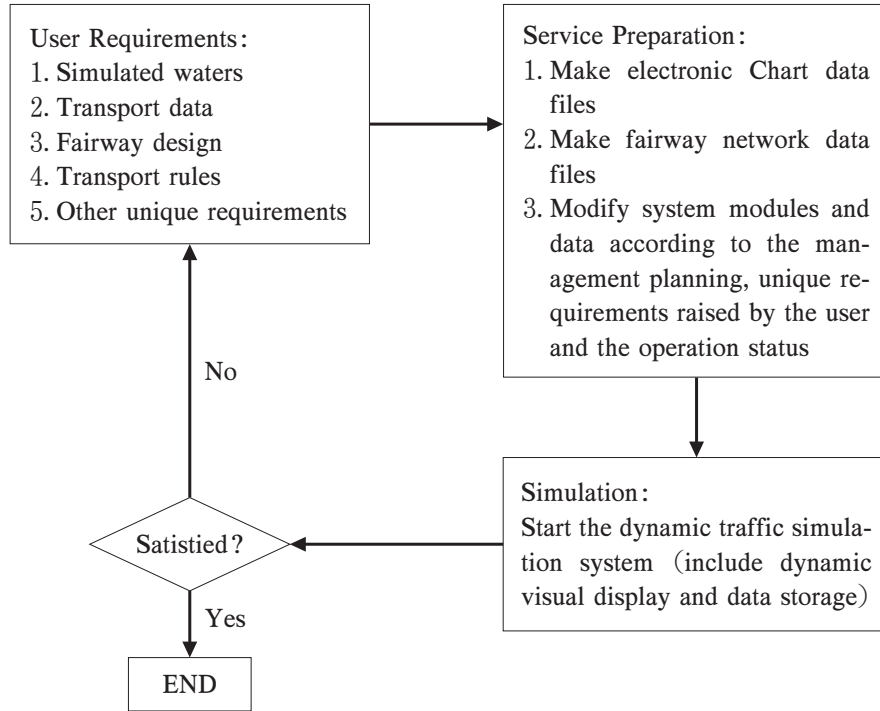 User Requirements:
1. Simulated waters
2. Transport data
3. Fairway design
4. Transport rules
5. Other unique requirements
Service Preparation:
1. Make electronic Chart data
files
2. Make fairway network data
files
3. Modify system modules and
data according to the man-
agement planning, unique re-
quirements raised by the user
and the operation status
No
Simulation:
Start the dynamic traffic simula-
tion system (include dynamic
visual display and data storage)
Satistied?
Yes
END